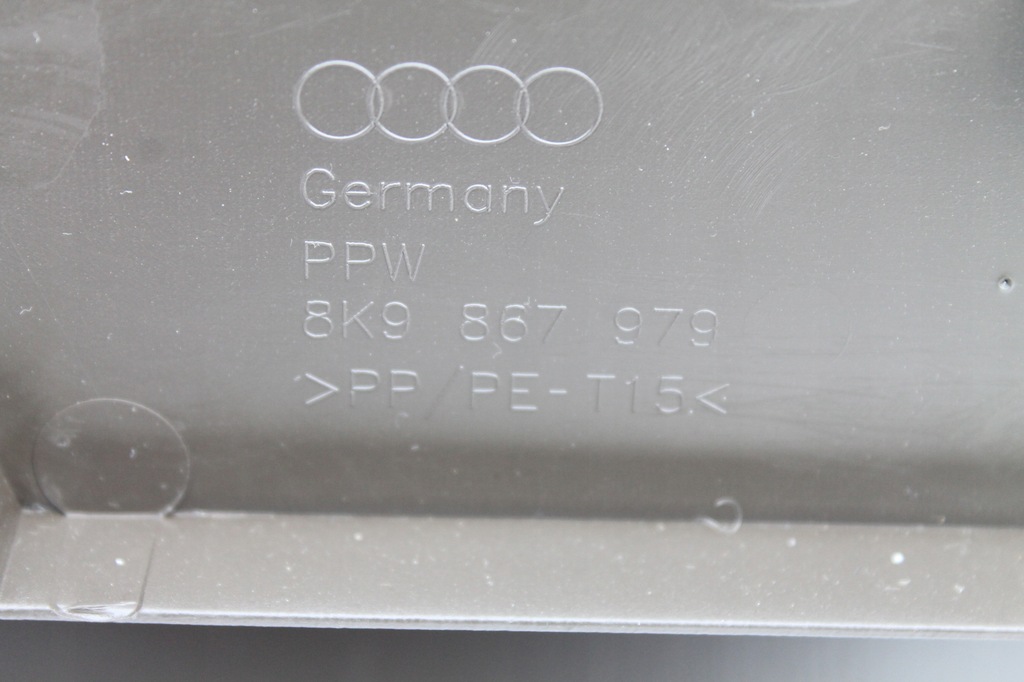 Germany
PPW
8K9 867 979
>PP/PE-T15<